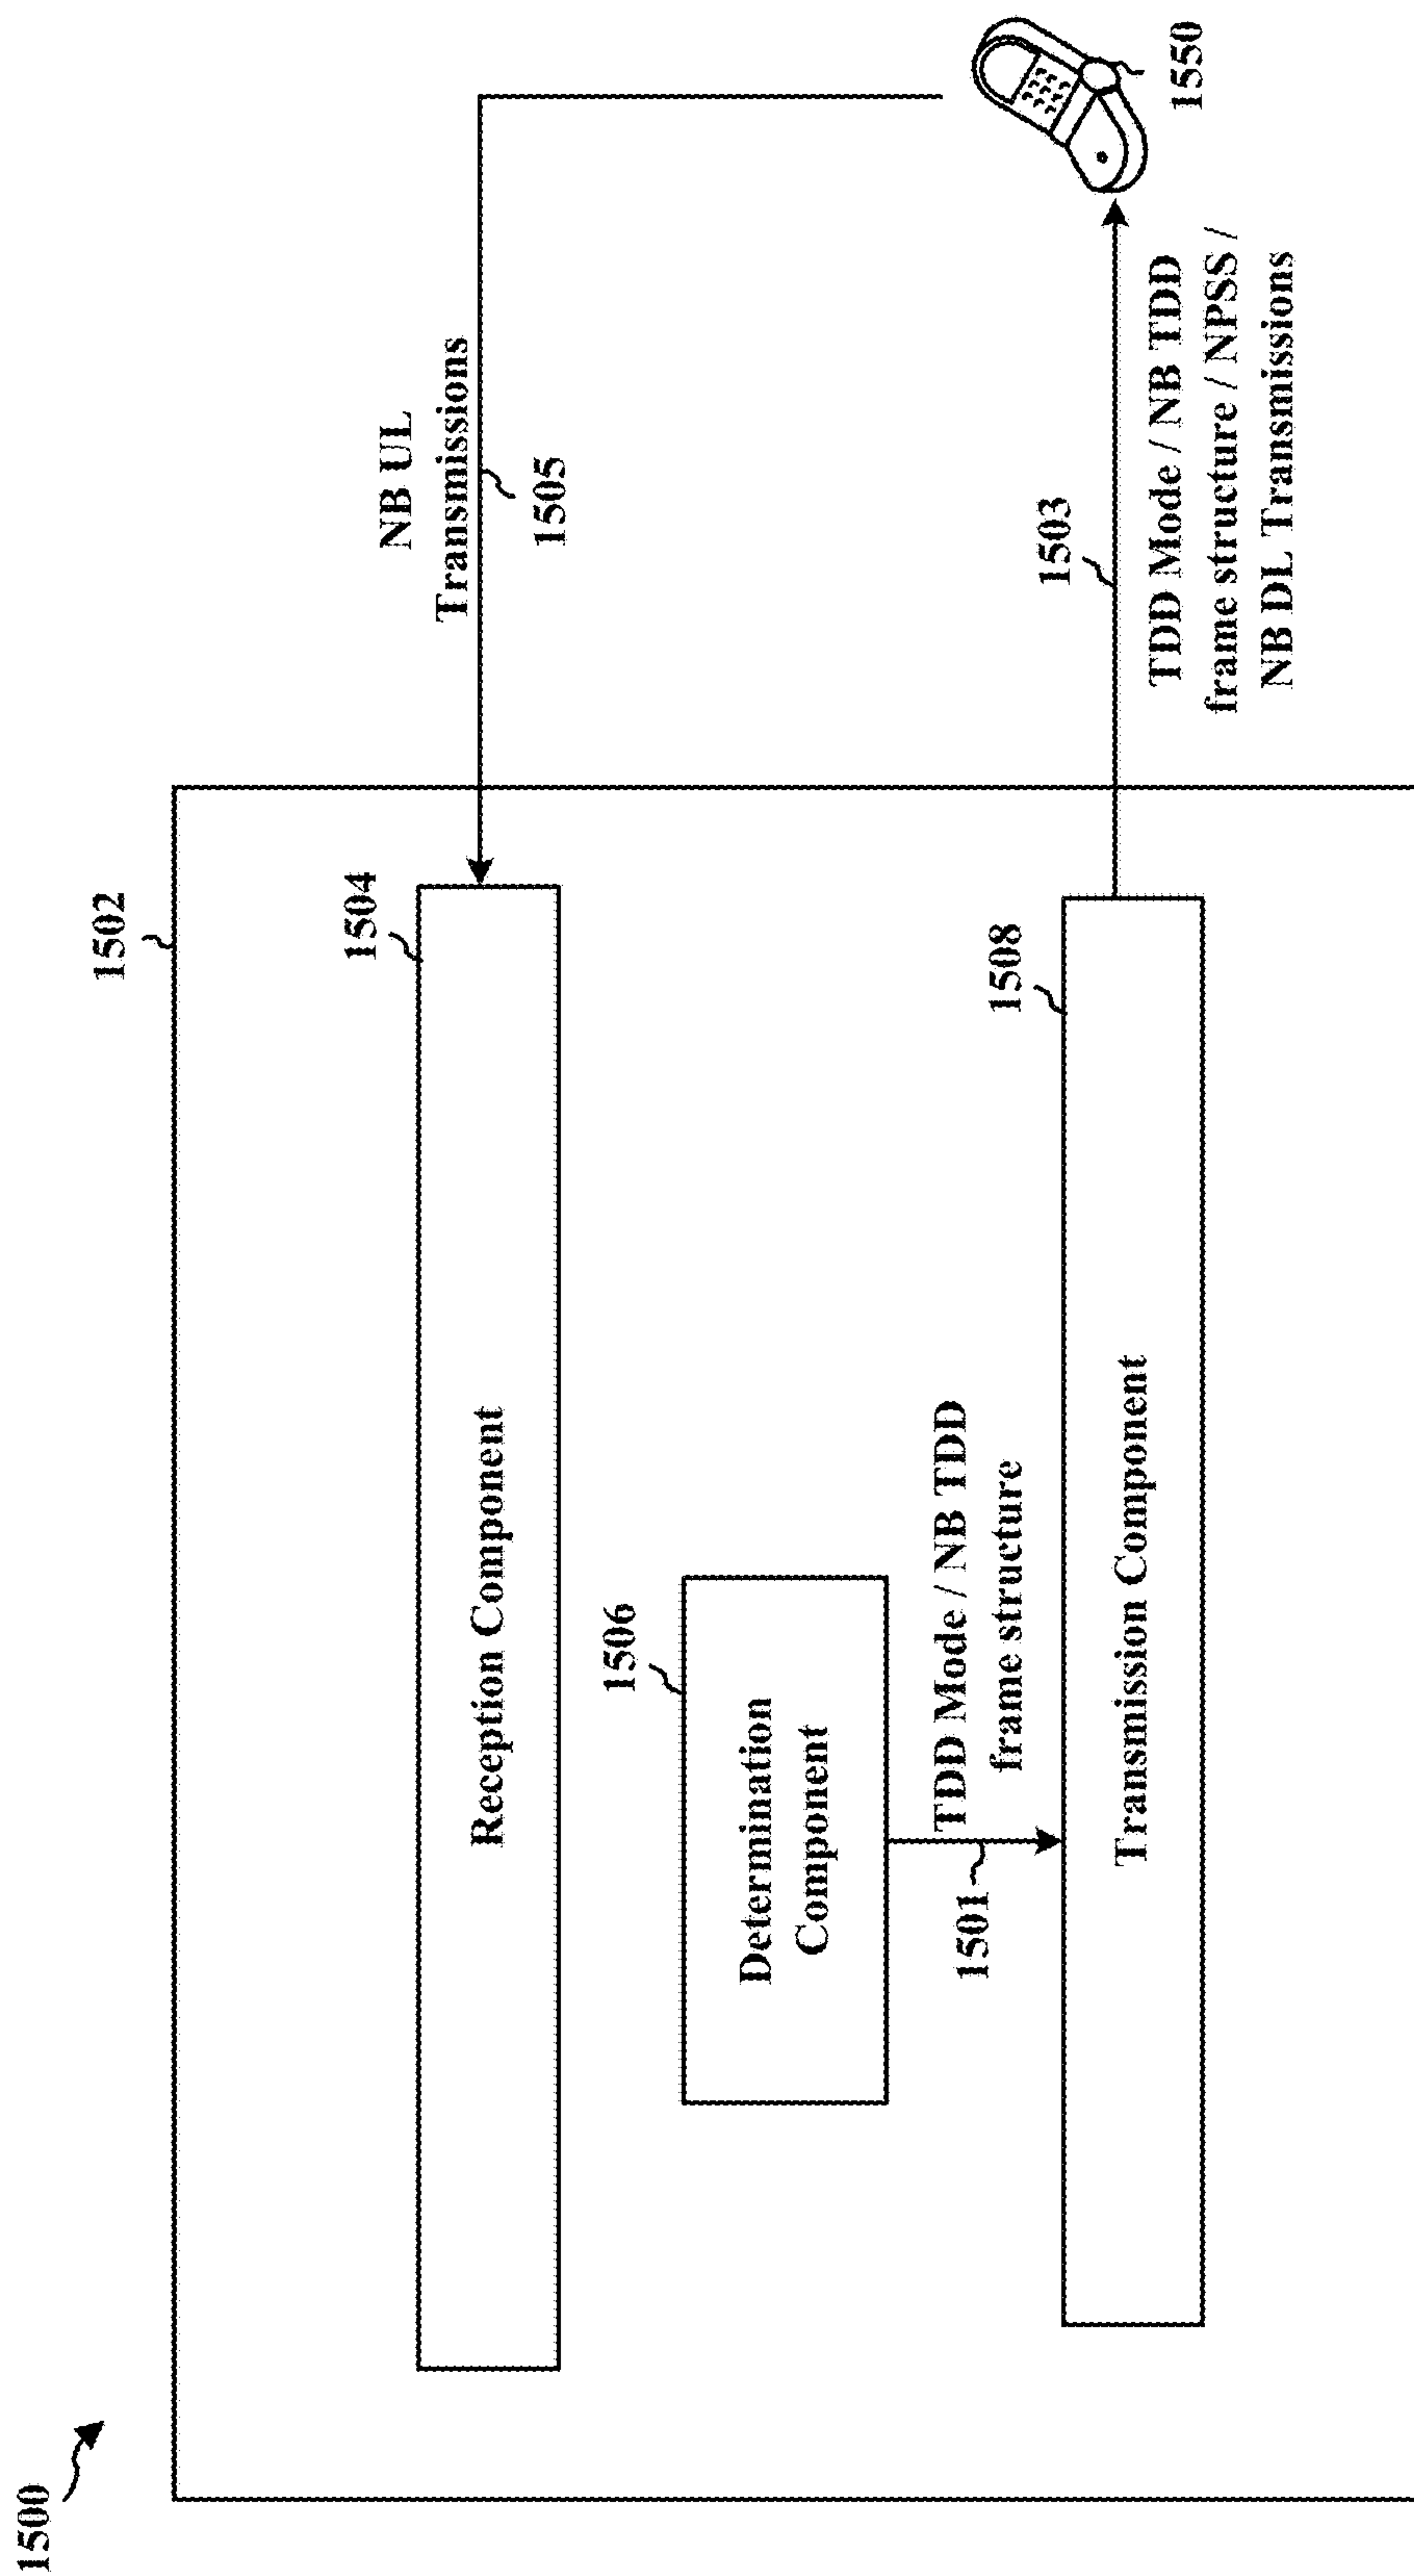 1500
1502
1504
Reception Component
NB UL
Transmissions
1505
1506
Determination
Component
1501
TDD Mode / NB TDD
frame structure
1508
Transmission Component
1503
TDD Mode / NB TDD
frame structure / NPSS /
NB DL Transmissions
1550